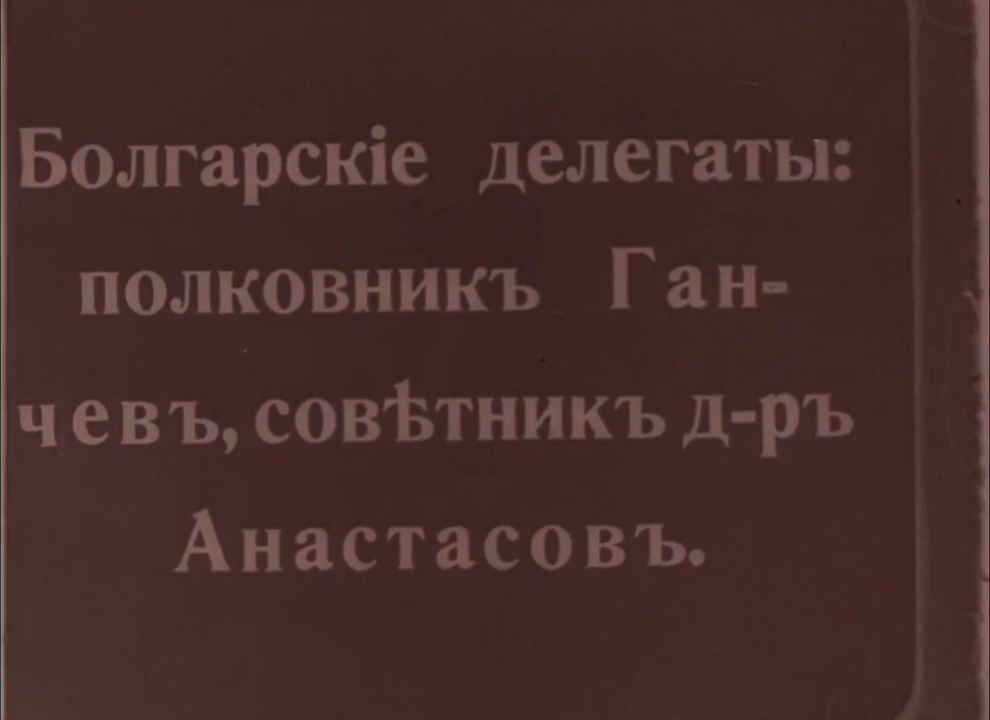 Болгарскіе делегаты:
полковникъ Ган-
чевъ, совѣтникъ д-ръ
Анастасовъ.